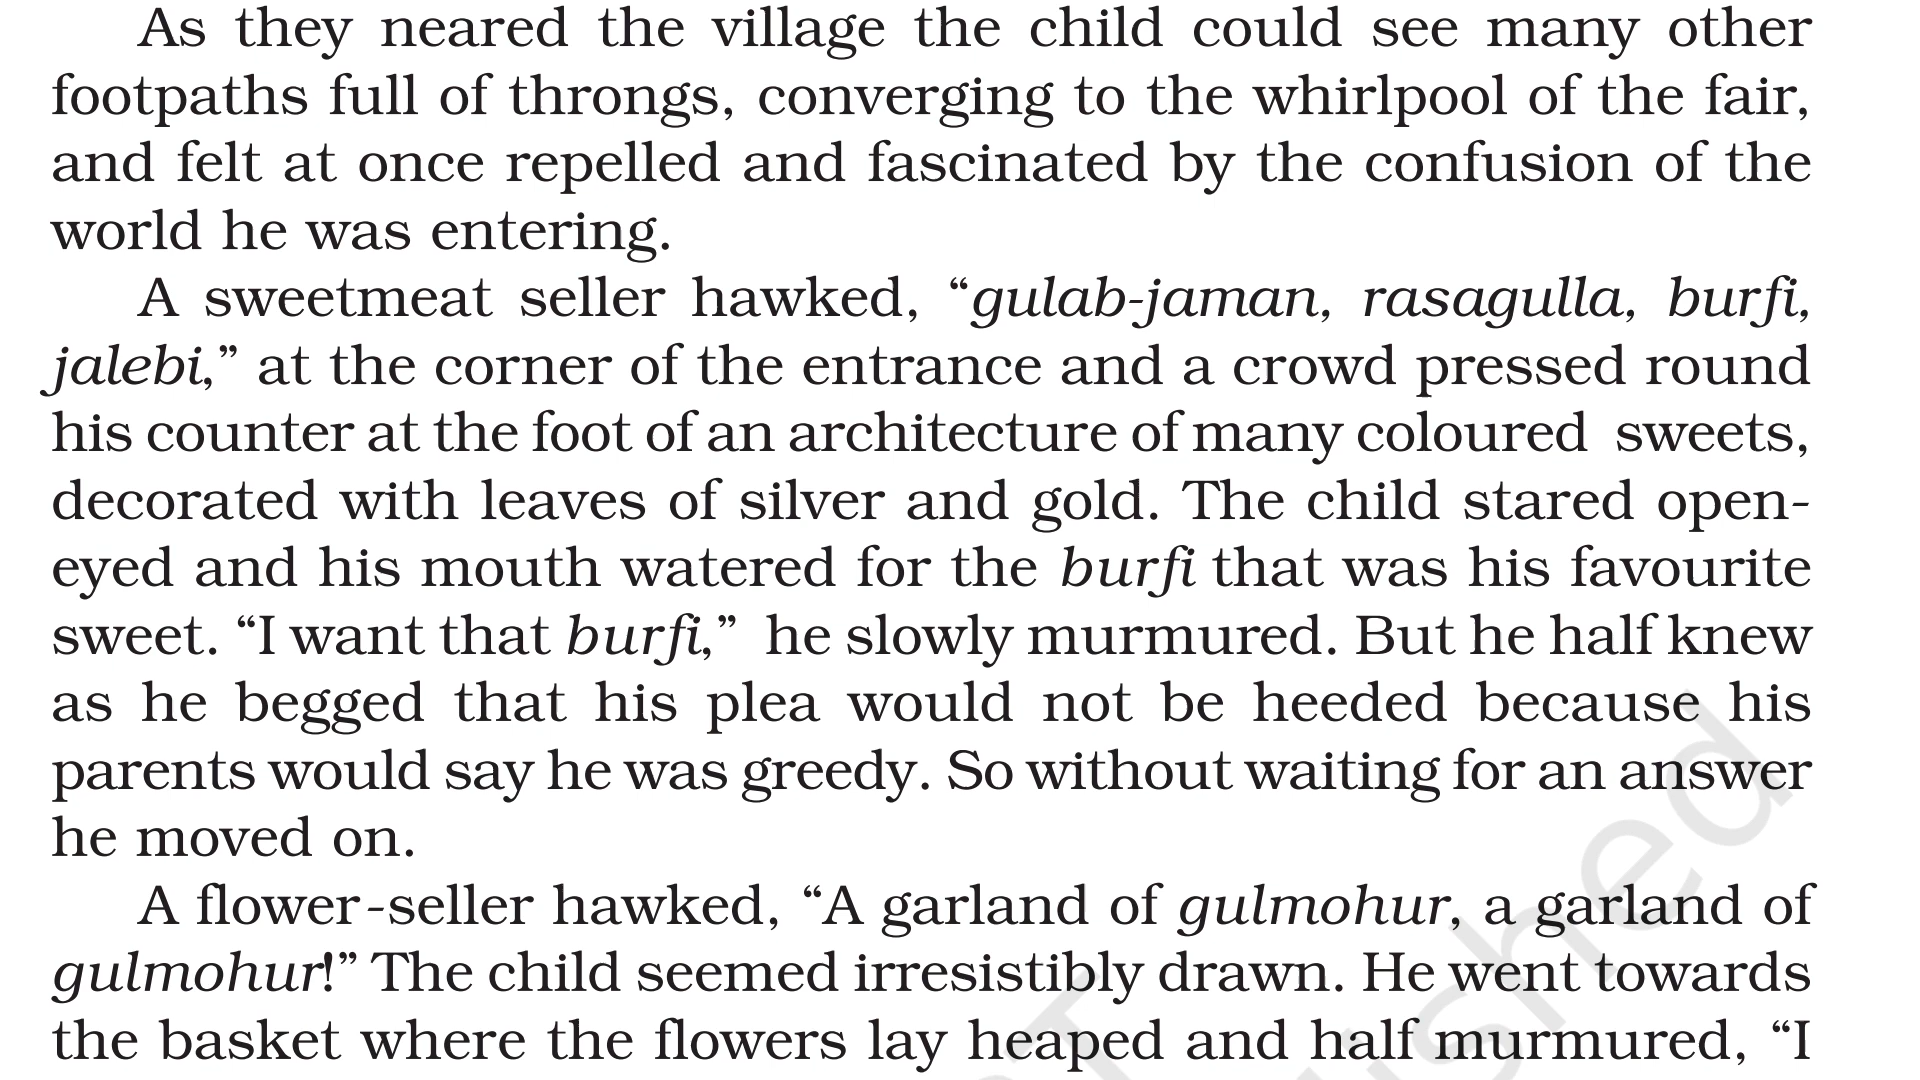 As they neared the village the child could see many other
footpaths full of throngs, converging to the whirlpool of the fair,
and felt at once repelled and fascinated by the confusion of the
world he was entering.
A sweetmeat seller hawked, “gulab-jaman, rasagulla, burfi,
jalebi,” at the corner of the entrance and a crowd pressed round
his counter at the foot of an architecture of many coloured sweets,
decorated with leaves of silver and gold. The child stared open-
eyed and his mouth watered for the burfi that was his favourite
sweet. “I want that burfi,” he slowly murmured. But he half knew
as he begged that his plea would not be heeded because his
parents would say he was greedy. So without waiting for an answer
he moved on.
A flower-seller hawked, “A garland of gulmohur, a garland of
gulmohur!” The child seemed irresistibly drawn. He went towards
the basket where the flowers lay heaped and half murmured, “I